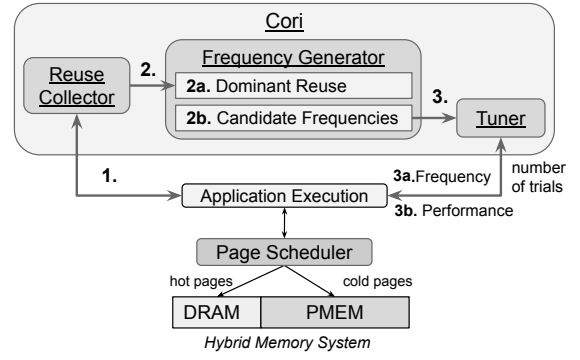 Cori
Frequency Generator
Reuse
Collector
2.
2a. Dominant Reuse
2b. Candidate Frequencies
3.
Tuner
1.
Application Execution
3a.Frequency
3b. Performance
number
of trials
Page Scheduler
hot pages
cold pages
DRAM
PMEM
Hybrid Memory System